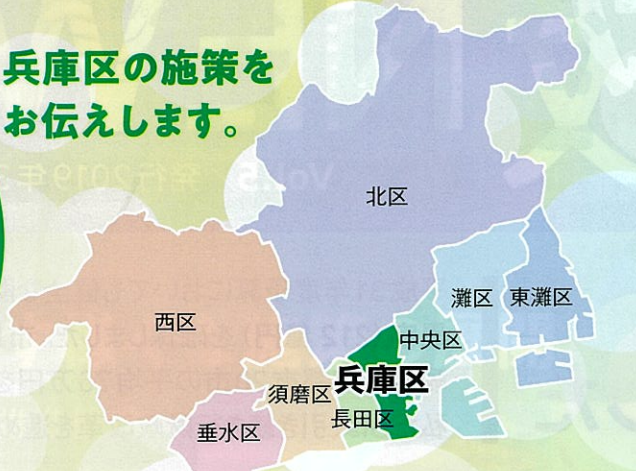 兵庫区の施策を
お伝えします。
北区
灘区
東灘区
西区
中央区
兵庫区
須磨区
長田区
垂水区